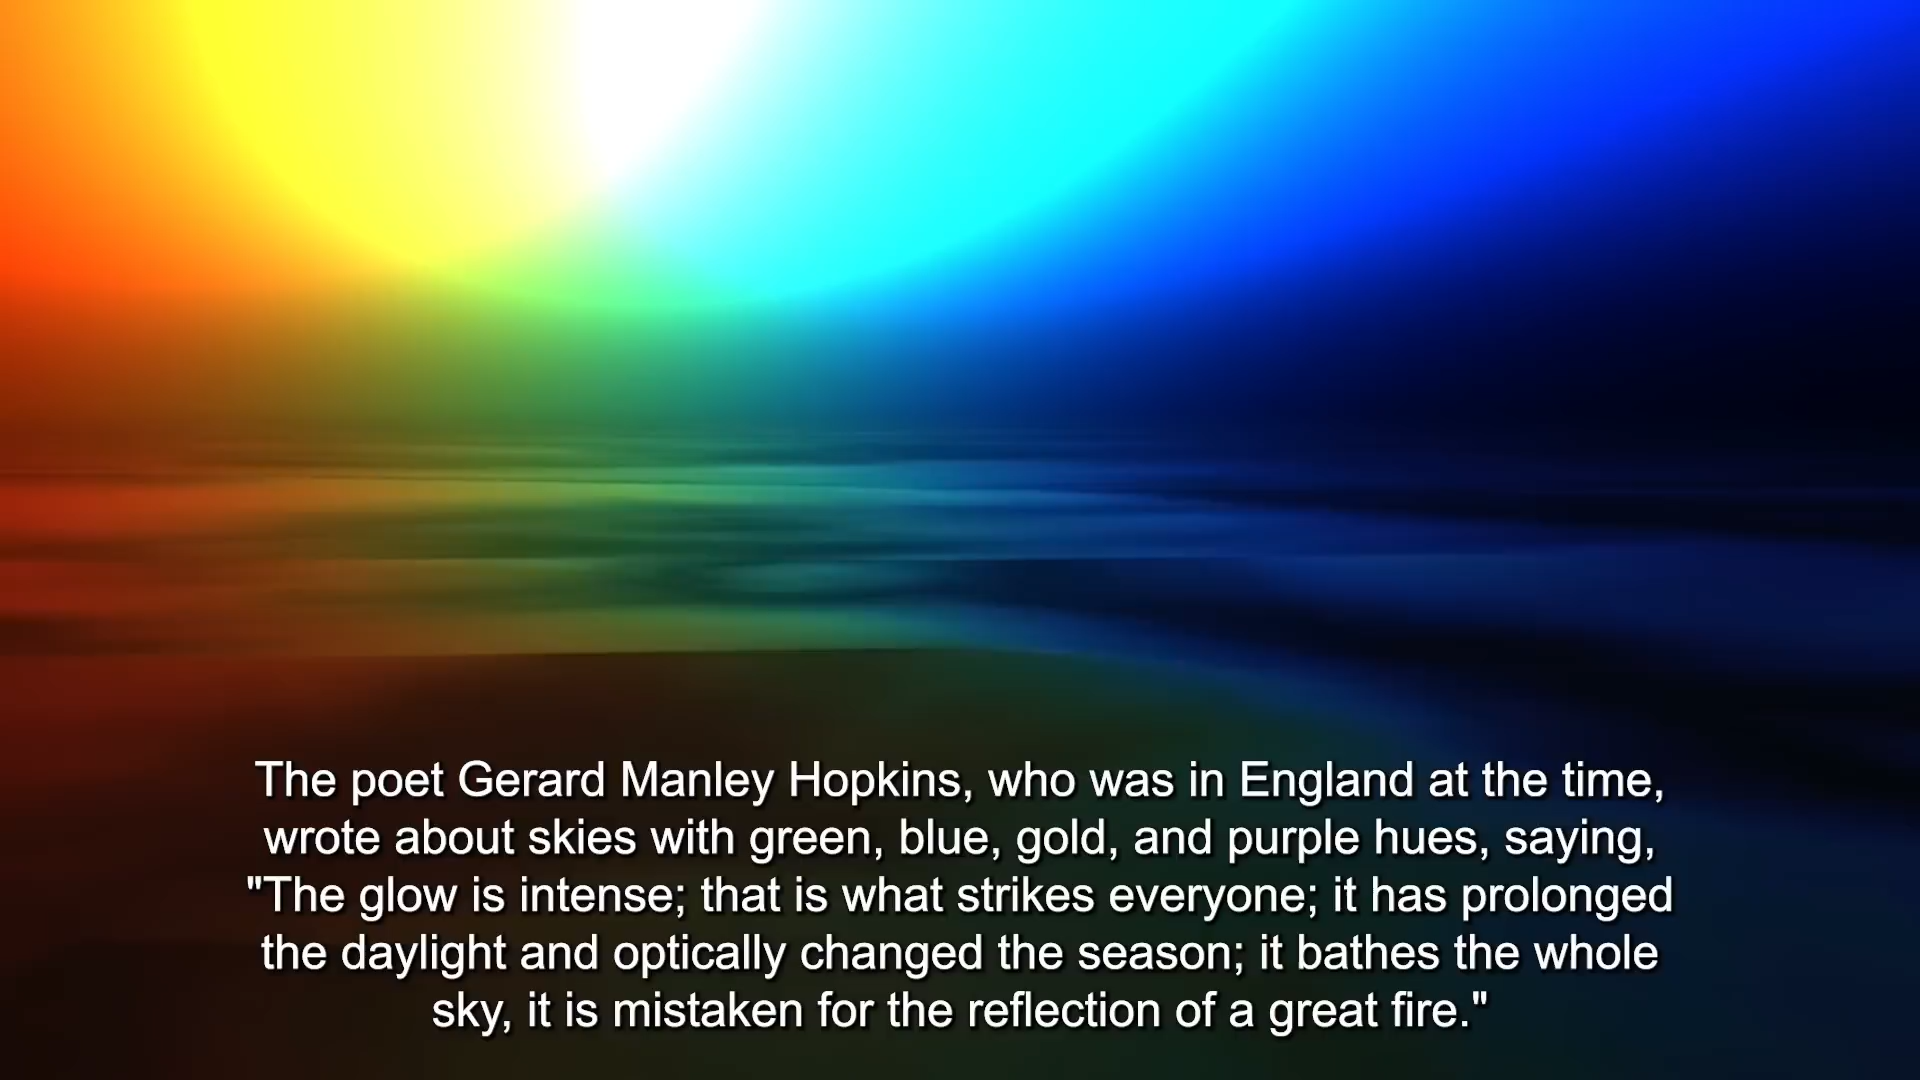 The poet Gerard Manley Hopkins, who was in England at the time,
wrote about skies with green, blue, gold, and purple hues, saying,
"The glow is intense; that is what strikes everyone; it has prolonged
the daylight and optically changed the season; it bathes the whole
sky, it is mistaken for the reflection of a great fire."